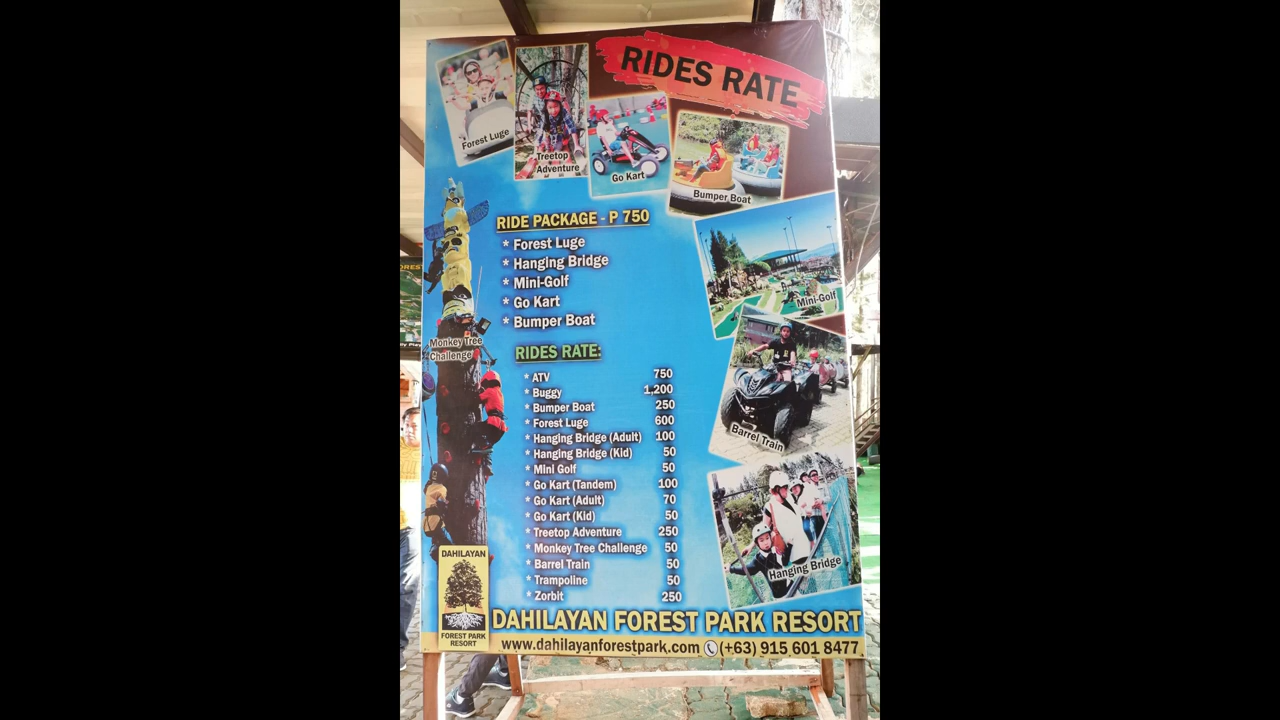 RIDES RATE
Forest Luge
Treetop
Adventure
Go Kart
Bumper Boat
RIDE PACKAGE - P 750
* Forest Luge
* Hanging Bridge
* Mini-Golf
* Go Kart
* Bumper Boat
Mini-Golf
Monkey Tree
Challenge
RIDES RATE:
* ATV 750
* Buggy 1,200
* Bumper Boat 250
* Forest Luge 600
* Hanging Bridge (Adult) 100
* Hanging Bridge (Kid) 50
* Mini Golf 50
* Go Kart (Tandem) 100
* Go Kart (Adult) 70
* Go Kart (Kid) 50
* Treetop Adventure 250
* Monkey Tree Challenge 50
* Barrel Train 50
* Trampoline 50
* Zorbit 250
Barrel Train
Hanging Bridge
DAHILAYAN
FOREST PARK
RESORT
DAHILAYAN FOREST PARK RESORT
www.dahilayanforestpark.com (+63) 915 601 8477